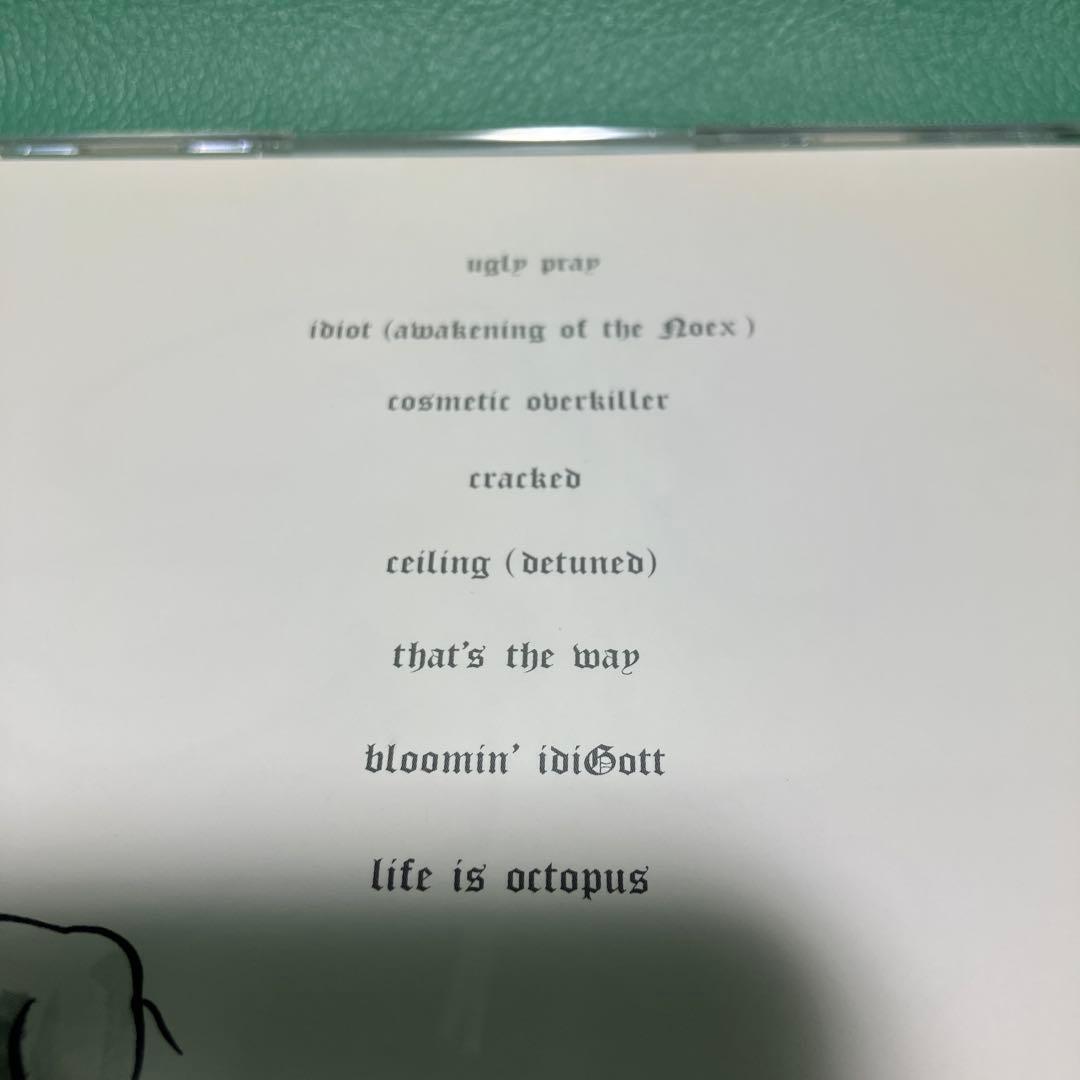 ugly pray
idiot (awakening of the Noex)
cosmetic overkiller
cracked
ceiling (detuned)
that's the way
bloomin' idiGott
life is octopus